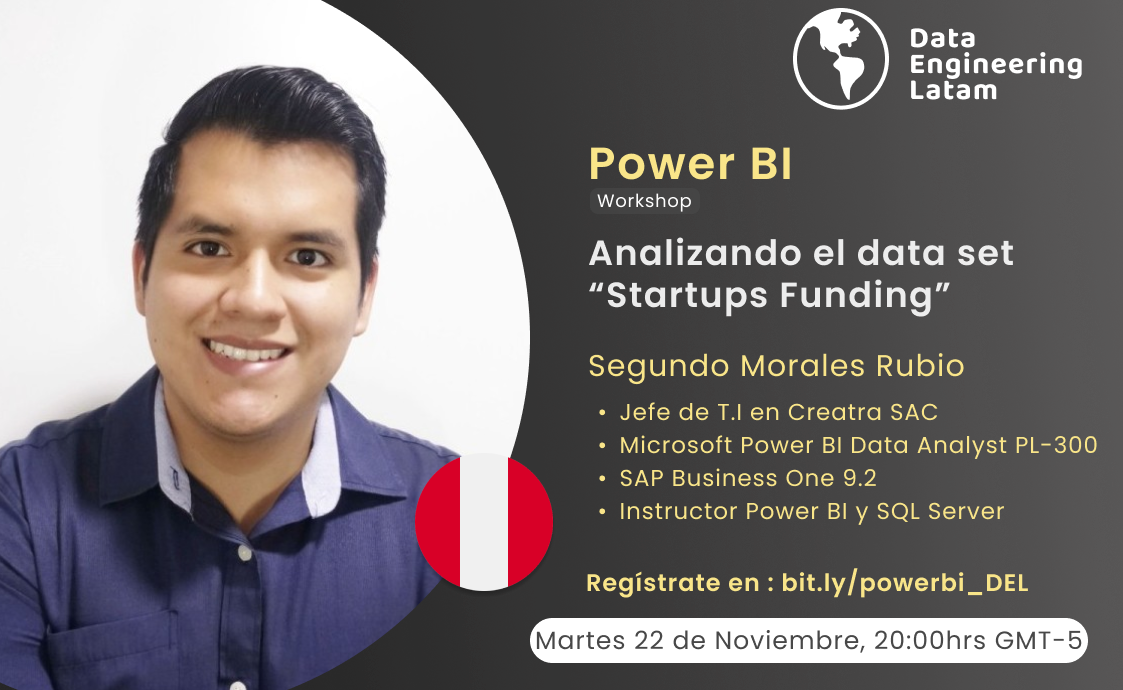 Data
Engineering
Latam
Power BI
Workshop
Analizando el data set
“Startups Funding”
Segundo Morales Rubio
• Jefe de T.I en Creatra SAC
• Microsoft Power BI Data Analyst PL-300
• SAP Business One 9.2
• Instructor Power BI y SQL Server
Regístrate en : bit.ly/powerbi_DEL
Martes 22 de Noviembre, 20:00hrs GMT-5